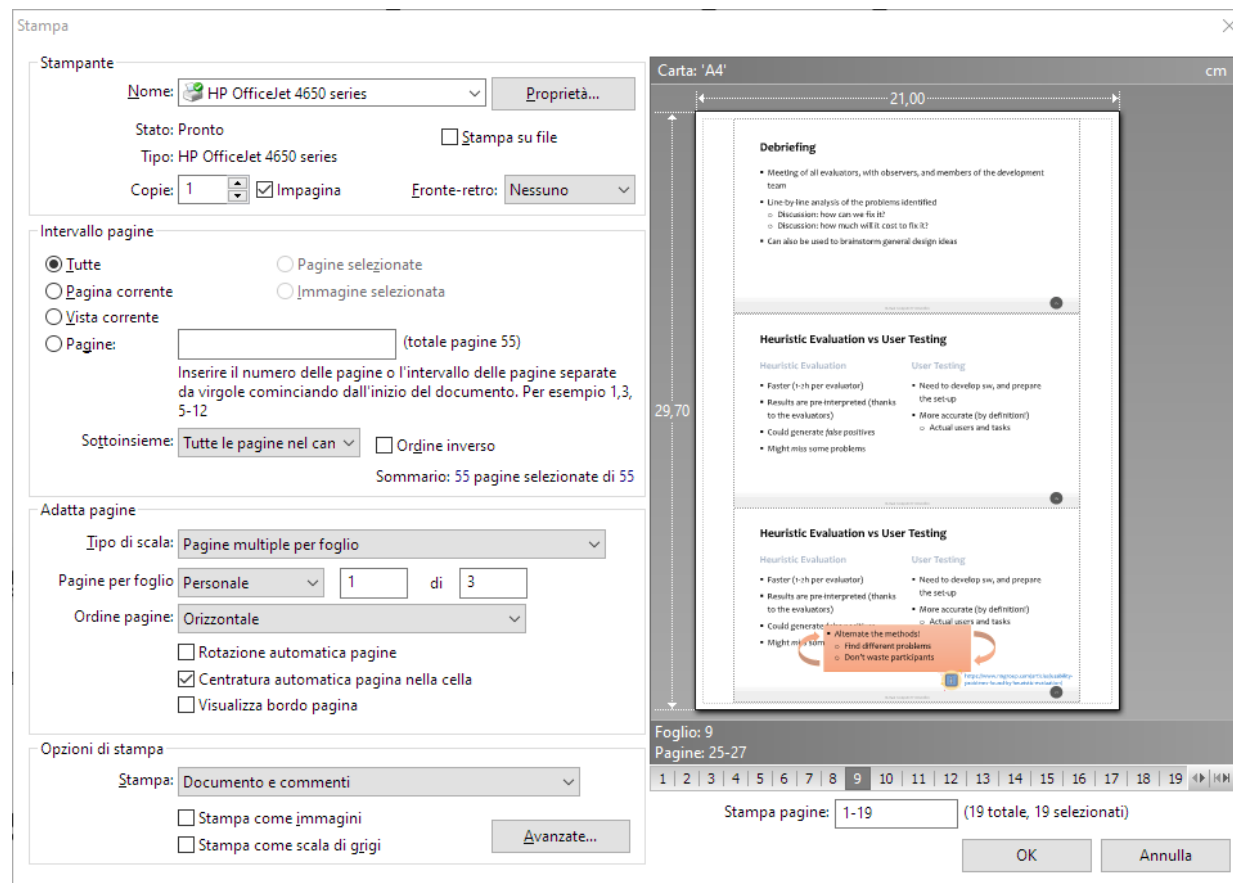 Stampa
Stampante
Nome: HP OfficeJet 4650 series
Proprietà...
Stato: Pronto
Stampa su file
Tipo: HP OfficeJet 4650 series
Copie: 1
Impagina
Fronte-retro: Nessuno
Intervallo pagine
Tutte
Pagine selezionate
Pagina corrente
Immagine selezionata
Vista corrente
Pagine:
(totale pagine 55)
Inserire il numero delle pagine o l'intervallo delle pagine separate
da virgole cominciando dall'inizio del documento. Per esempio 1,3,
5-12
Sottoinsieme: Tutte le pagine nel can
Ordine inverso
Sommario: 55 pagine selezionate di 55
Adatta pagine
Tipo di scala: Pagine multiple per foglio
Pagine per foglio Personale 1 di 3
Ordine pagine: Orizzontale
Rotazione automatica pagine
Centratura automatica pagina nella cella
Visualizza bordo pagina
Opzioni di stampa
Stampa: Documento e commenti
Stampa come immagini
Stampa come scala di grigi
Avanzate...
Carta: 'A4'
cm
21,00
29,70
Debriefing
▪ Meeting of all evaluators, with observers, and members of the development
team
▪ Line-by-line analysis of the problems identified
o Discussion: how can we fix it?
o Discussion: how much will it cost to fix it?
▪ Can also be used to brainstorm general design ideas
Heuristic Evaluation vs User Testing
Heuristic Evaluation
▪ Faster (1-2h per evaluator)
▪ Results are pre-interpreted (thanks
to the evaluators)
▪ Could generate false positives
▪ Might miss some problems
User Testing
▪ Need to develop sw, and prepare
the set-up
▪ More accurate (by definition!)
o Actual users and tasks
Heuristic Evaluation vs User Testing
Heuristic Evaluation
▪ Faster (1-2h per evaluator)
▪ Results are pre-interpreted (thanks
to the evaluators)
▪ Could generate
▪ Might miss som
User Testing
▪ Need to develop sw, and prepare
the set-up
▪ More accurate (by definition!)
o Actual users and tasks
▪ Alternate the methods!
o Find different problems
o Don't waste participants
Foglio: 9
Pagine: 25-27
1 2 3 4 5 6 7 8 9 10 11 12 13 14 15 16 17 18 19
Stampa pagine: 1-19 (19 totale, 19 selezionati)
OK
Annulla